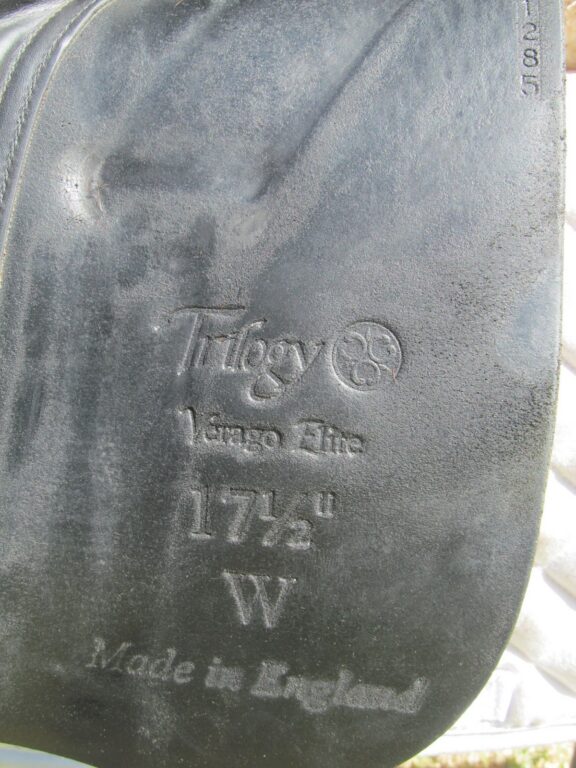 1285
Trilogy
Verago Elite
17½"
W
Made in England